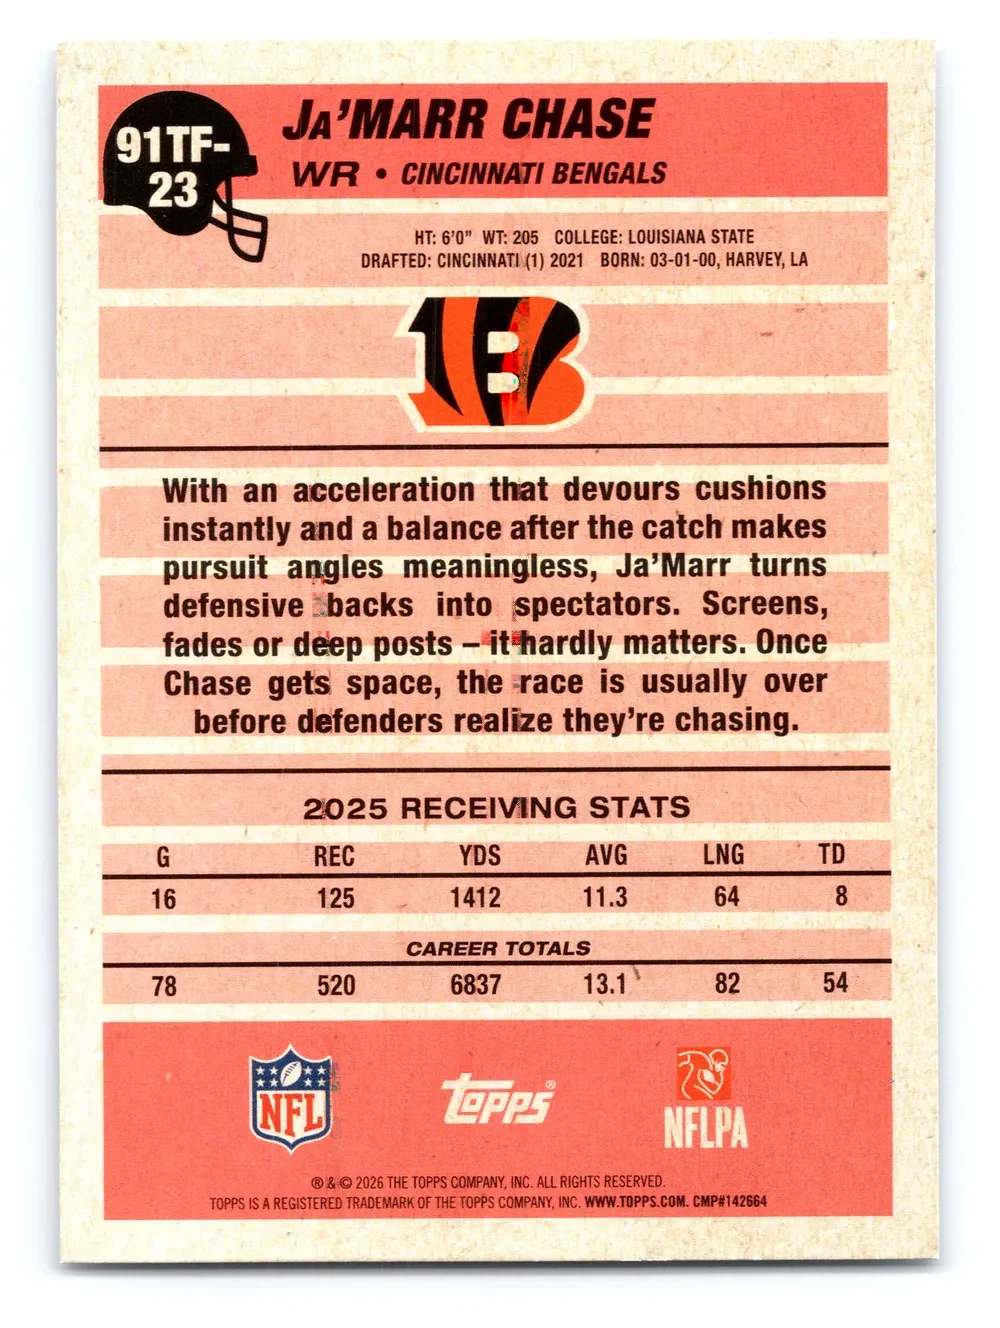 91TF-
23
JA'MARR CHASE
WR • CINCINNATI BENGALS
HT: 6'0" WT: 205 COLLEGE: LOUISIANA STATE
DRAFTED: CINCINNATI (1) 2021 BORN: 03-01-00, HARVEY, LA
B
With an acceleration that devours cushions
instantly and a balance after the catch makes
pursuit angles meaningless, Ja'Marr turns
defensive backs into spectators. Screens,
fades or deep posts – it hardly matters. Once
Chase gets space, the race is usually over
before defenders realize they're chasing.
2025 RECEIVING STATS
G REC YDS AVG LNG TD
16 125 1412 11.3 64 8
CAREER TOTALS
78 520 6837 13.1 82 54
NFL
Topps®
NFLPA
® & © 2026 THE TOPPS COMPANY, INC. ALL RIGHTS RESERVED.
TOPPS IS A REGISTERED TRADEMARK OF THE TOPPS COMPANY, INC. WWW.TOPPS.COM. CMP#142664